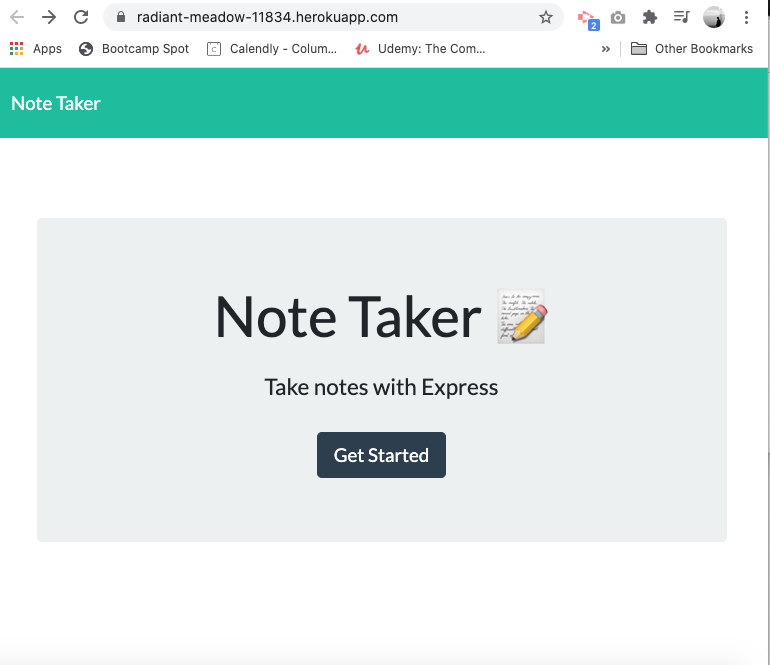 radiant-meadow-11834.herokuapp.com
2
Apps Bootcamp Spot C Calendly - Colum... Udemy: The Com... » Other Bookmarks
Note Taker
Note Taker 📝
Take notes with Express
Get Started